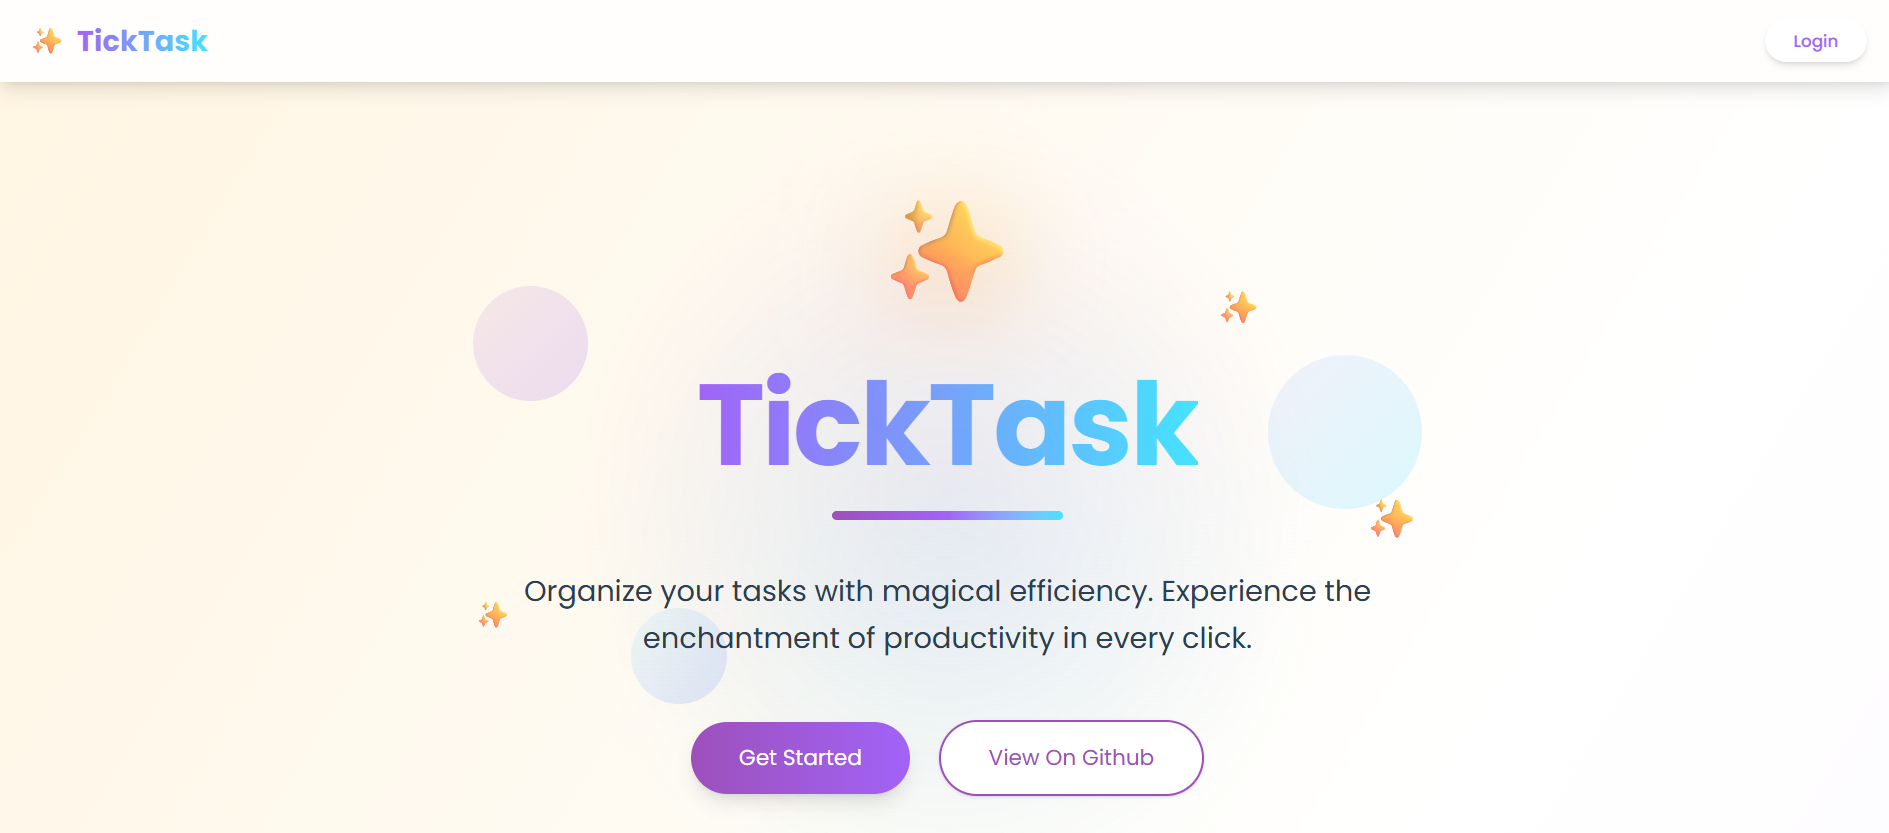 TickTask
Login
TickTask
Organize your tasks with magical efficiency. Experience the
enchantment of productivity in every click.
Get Started
View On Github